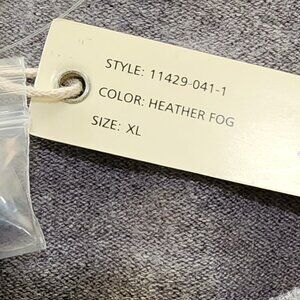 STYLE: 11429-041-1
COLOR: HEATHER FOG
SIZE: XL